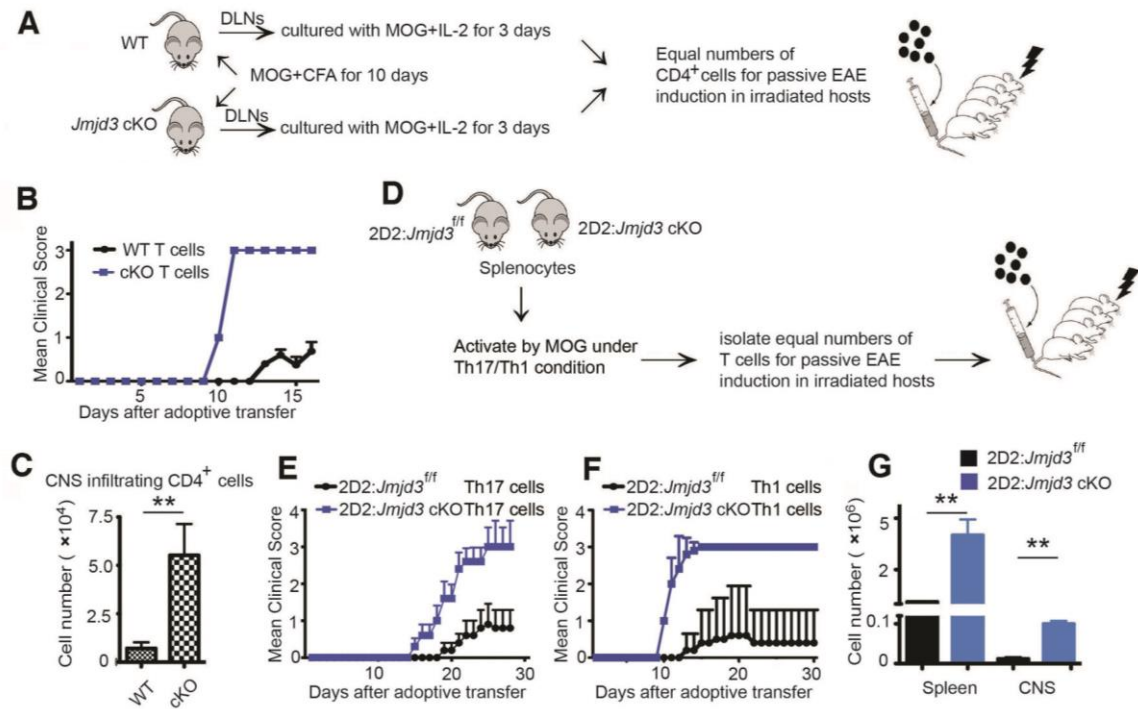 A
WT
DLNs
cultured with MOG+IL-2 for 3 days
MOG+CFA for 10 days
Jmjd3 cKO
DLNs
cultured with MOG+IL-2 for 3 days
Equal numbers of
CD4+ cells for passive EAE
induction in irradiated hosts
B
Mean Clinical Score
3
2
1
0
WT T cells
cKO T cells
5
10
15
Days after adoptive transfer
D
2D2:Jmjd3f/f
2D2:Jmjd3 cKO
Splenocytes
Activate by MOG under
Th17/Th1 condition
isolate equal numbers of
T cells for passive EAE
induction in irradiated hosts
C
CNS infiltrating CD4+ cells
Cell number ( ×10⁴)
7.5
5.0
2.5
0
**
WT
cKO
E
2D2:Jmjd3f/f Th17 cells
2D2:Jmjd3 cKO Th17 cells
Mean Clinical Score
4
3
2
1
0
10
20
30
Days after adoptive transfer
F
2D2:Jmjd3f/f Th1 cells
2D2:Jmjd3 cKO Th1 cells
Mean Clinical Score
4
3
2
1
0
10
20
30
Days after adoptive transfer
G
2D2:Jmjd3f/f
2D2:Jmjd3 cKO
Cell number ( ×10⁶)
5
2
0.1
0
**
**
Spleen
CNS